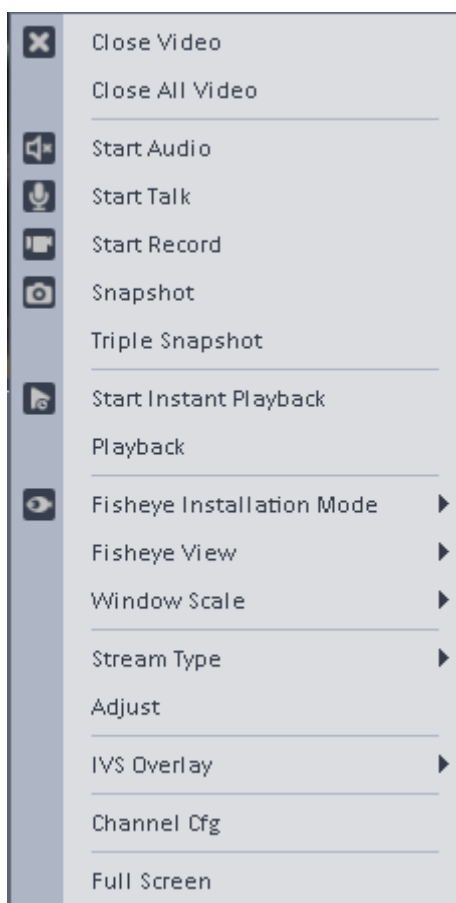 Close Video
Close All Video
Start Audio
Start Talk
Start Record
Snapshot
Triple Snapshot
Start Instant Playback
Playback
Fisheye Installation Mode
Fisheye View
Window Scale
Stream Type
Adjust
IVS Overlay
Channel Cfg
Full Screen